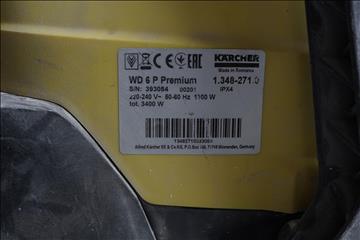 KÄRCHER
Made in Romania
WD 6 P Premium 1.348-271.0
S/N: 393054 00201 IPX4
220-240 V~ 50-60 Hz 1100 W
tot. 3400 W
Alfred Kärcher SE & Co.KG, P.O.Box 160, 71349 Winnenden, Germany